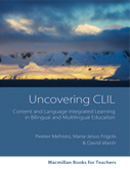 Uncovering CLIL
Content and Language Integrated Learning
in Bilingual and Multilingual Education
Peeter Mehisto, María Jesús Frigols
& David Marsh
Macmillan Books for Teachers